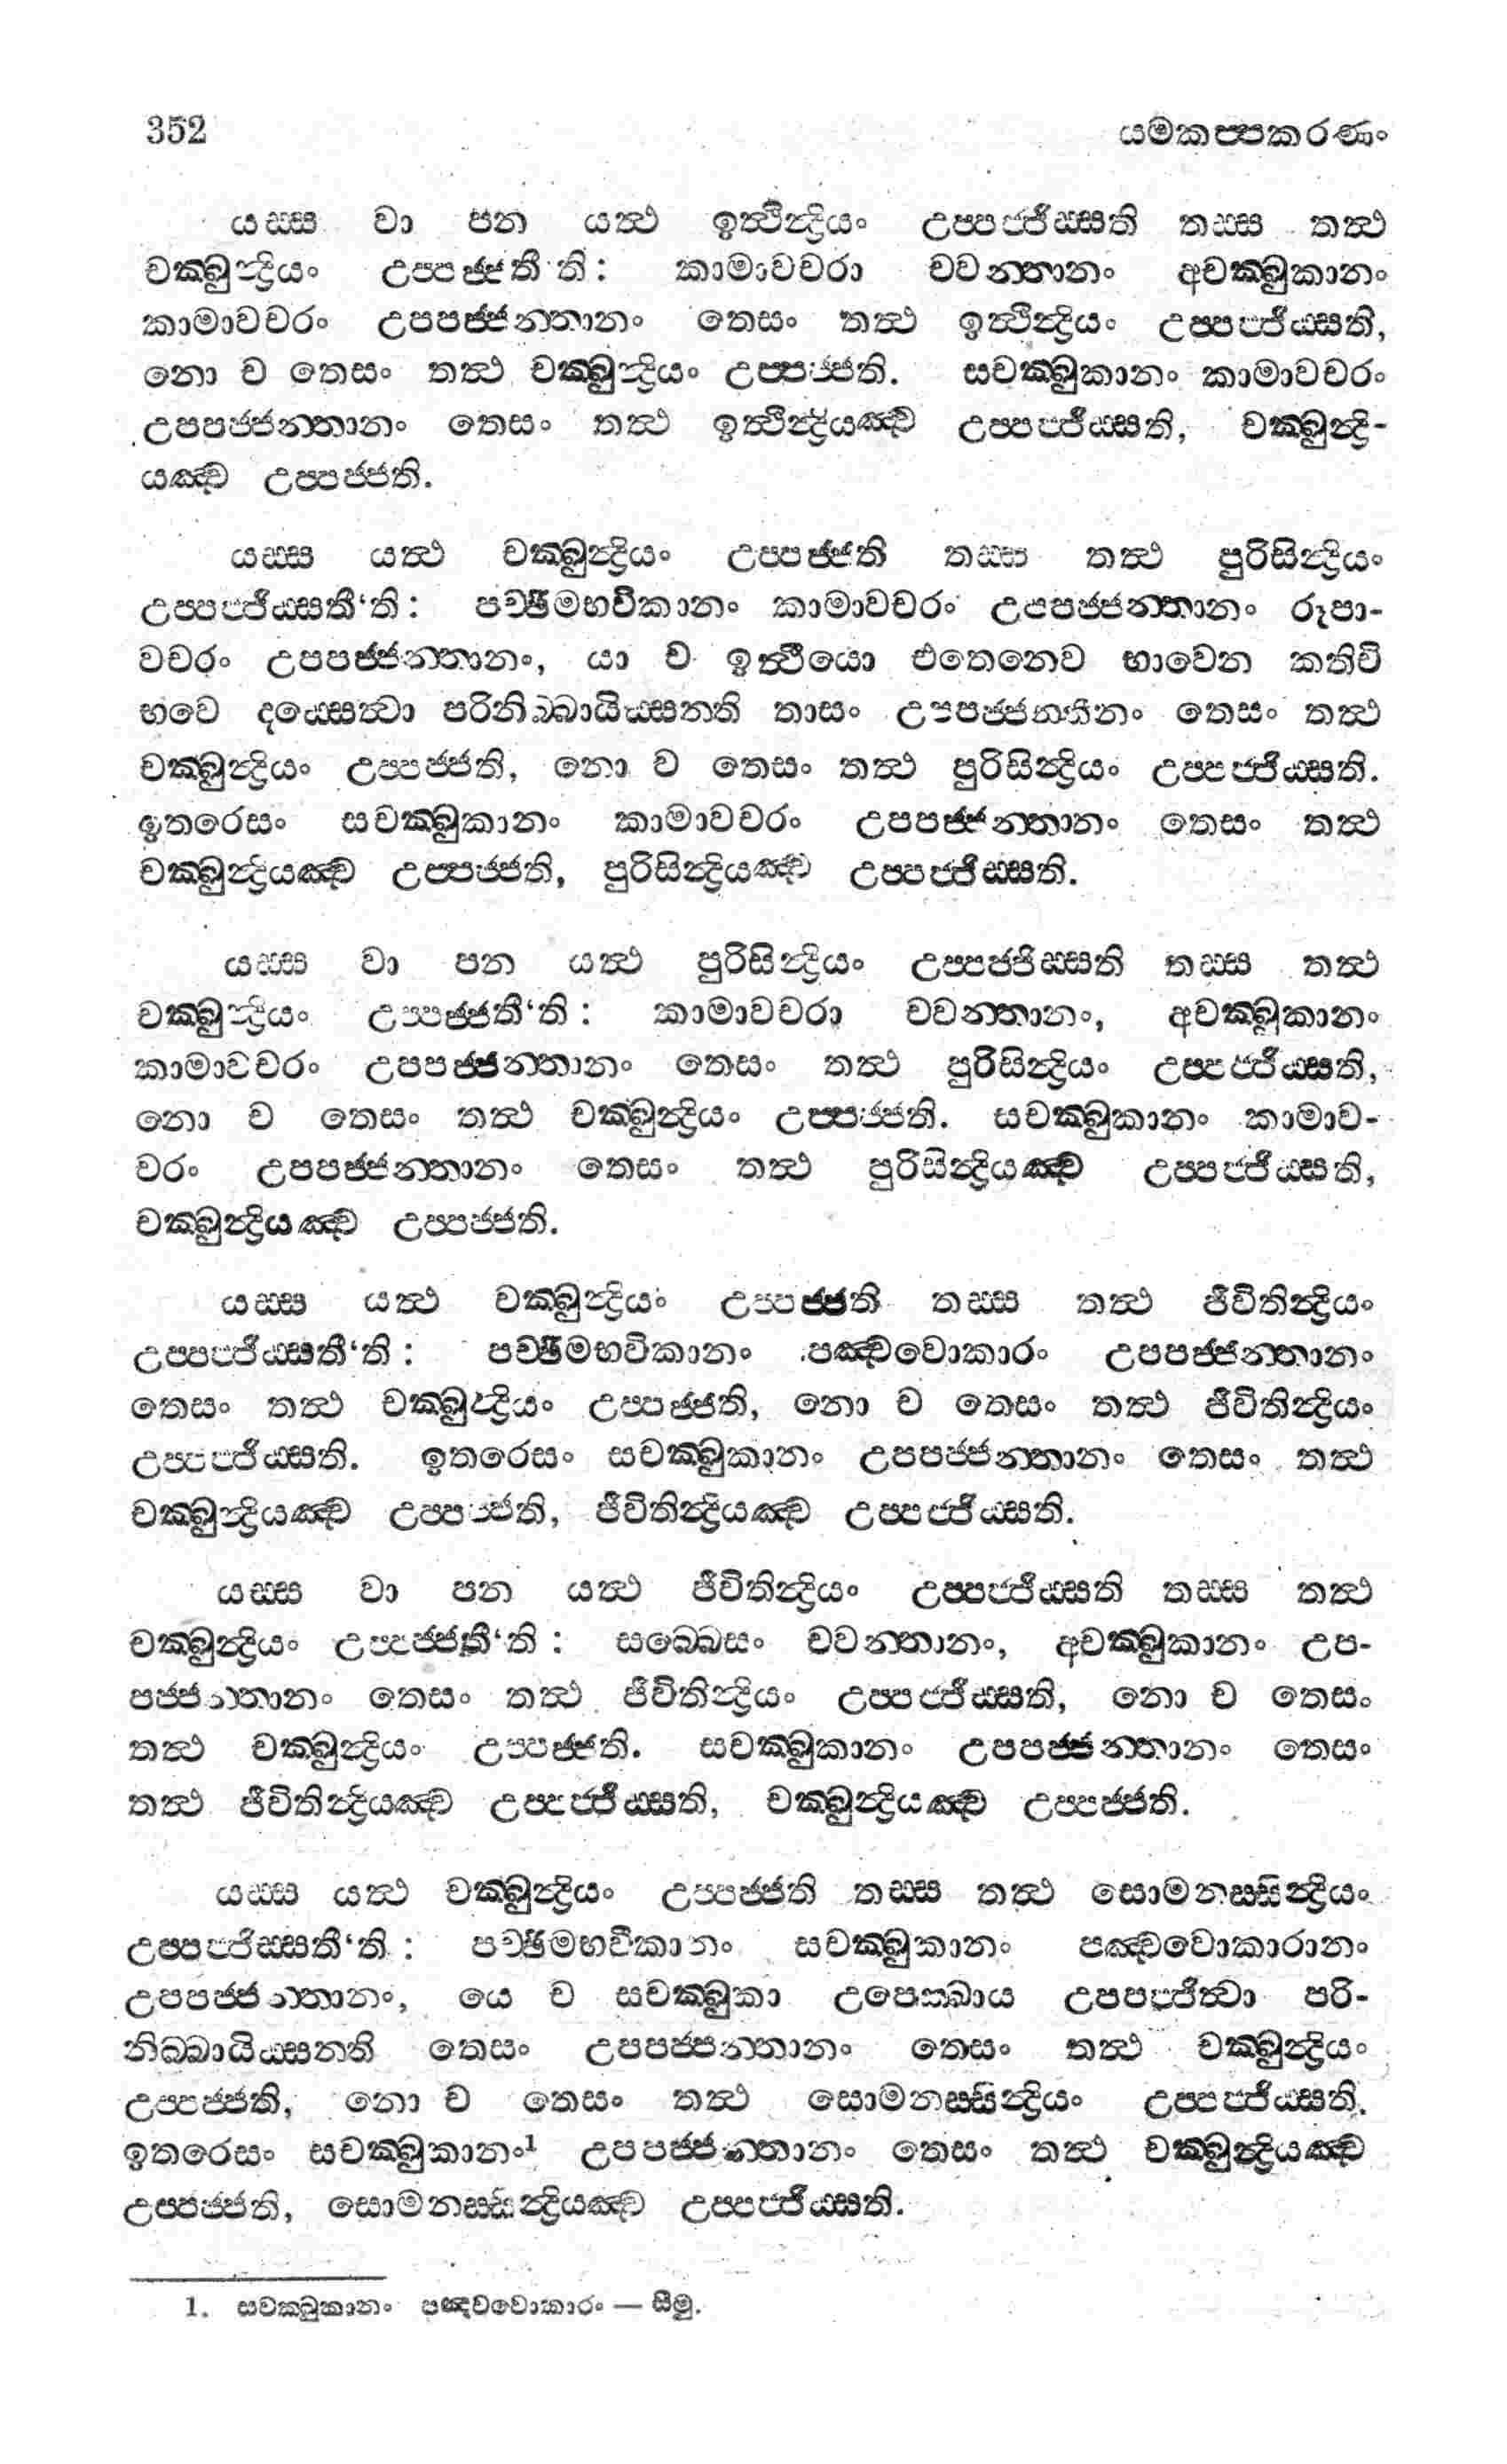 352 යමකප්පකරණං
යස්ස වා පන යත්ථ ඉත්ථින්ද්‍රියං උප්පජ්ජිස්සති තස්ස තත්ථ
චක්ඛුන්ද්‍රියං උප්පජ්ජතී'ති: කාමාවචරා චවන්තානං අචක්ඛුකානං
කාමාවචරං උපපජ්ජන්තානං තෙසං තත්ථ ඉත්ථින්ද්‍රියං උප්පජ්ජිස්සති,
නො ච තෙසං තත්ථ චක්ඛුන්ද්‍රියං උප්පජ්ජති. සචක්ඛුකානං කාමාවචරං
උපපජ්ජන්තානං තෙසං තත්ථ ඉත්ථින්ද්‍රියඤ්ච උප්පජ්ජිස්සති, චක්ඛුන්ද්‍රි-
යඤ්ච උප්පජ්ජති.
යස්ස යත්ථ චක්ඛුන්ද්‍රියං උප්පජ්ජති තස්ස තත්ථ පුරිසින්ද්‍රියං
උප්පජ්ජිස්සතී'ති: පච්ඡිමභවිකානං කාමාවචරං උපපජ්ජන්තානං රූපා-
වචරං උපපජ්ජන්තානං, යා ච ඉත්ථියො එතෙනෙව භාවෙන කතිචි
භවෙ දස්සෙත්වා පරිනිබ්බායිස්සන්ති තාසං උපපජ්ජන්තීනං තෙසං තත්ථ
චක්ඛුන්ද්‍රියං උප්පජ්ජති, නො ච තෙසං තත්ථ පුරිසින්ද්‍රියං උප්පජ්ජිස්සති.
ඉතරෙසං සචක්ඛුකානං කාමාවචරං උපපජ්ජන්තානං තෙසං තත්ථ
චක්ඛුන්ද්‍රියඤ්ච උප්පජ්ජති, පුරිසින්ද්‍රියඤ්ච උප්පජ්ජිස්සති.
යස්ස වා පන යත්ථ පුරිසින්ද්‍රියං උප්පජ්ජිස්සති තස්ස තත්ථ
චක්ඛුන්ද්‍රියං උප්පජ්ජතී'ති: කාමාවචරා චවන්තානං, අචක්ඛුකානං
කාමාවචරං උපපජ්ජන්තානං තෙසං තත්ථ පුරිසින්ද්‍රියං උප්පජ්ජිස්සති,
නො ච තෙසං තත්ථ චක්ඛුන්ද්‍රියං උප්පජ්ජති. සචක්ඛුකානං කාමාව-
චරං උපපජ්ජන්තානං තෙසං තත්ථ පුරිසින්ද්‍රියඤ්ච උප්පජ්ජිස්සති,
චක්ඛුන්ද්‍රියඤ්ච උප්පජ්ජති.
යස්ස යත්ථ චක්ඛුන්ද්‍රියං උප්පජ්ජති තස්ස තත්ථ ජීවිතින්ද්‍රියං
උප්පජ්ජිස්සතී'ති: පච්ඡිමභවිකානං පඤ්චවොකාරං උපපජ්ජන්තානං
තෙසං තත්ථ චක්ඛුන්ද්‍රියං උප්පජ්ජති, නො ච තෙසං තත්ථ ජීවිතින්ද්‍රියං
උප්පජ්ජිස්සති. ඉතරෙසං සචක්ඛුකානං උපපජ්ජන්තානං තෙසං තත්ථ
චක්ඛුන්ද්‍රියඤ්ච උප්පජ්ජති, ජීවිතින්ද්‍රියඤ්ච උප්පජ්ජිස්සති.
යස්ස වා පන යත්ථ ජීවිතින්ද්‍රියං උප්පජ්ජිස්සති තස්ස තත්ථ
චක්ඛුන්ද්‍රියං උප්පජ්ජතී'ති: සබ්බෙසං චවන්තානං, අචක්ඛුකානං උප-
පජ්ජන්තානං තෙසං තත්ථ ජීවිතින්ද්‍රියං උප්පජ්ජිස්සති, නො ච තෙසං
තත්ථ චක්ඛුන්ද්‍රියං උප්පජ්ජති. සචක්ඛුකානං උපපජ්ජන්තානං තෙසං
තත්ථ ජීවිතින්ද්‍රියඤ්ච උප්පජ්ජිස්සති, චක්ඛුන්ද්‍රියඤ්ච උප්පජ්ජති.
යස්ස යත්ථ චක්ඛුන්ද්‍රියං උප්පජ්ජති තස්ස තත්ථ සොමනස්සින්ද්‍රියං
උප්පජ්ජිස්සතී'ති: පච්ඡිමභවිකානං සචක්ඛුකානං පඤ්චවොකාරානං
උපපජ්ජන්තානං, යෙ ච සචක්ඛුකා උපෙක්ඛාය උපපජ්ජිත්වා පරි-
නිබ්බායිස්සන්ති තෙසං උපපජ්ජන්තානං තෙසං තත්ථ චක්ඛුන්ද්‍රියං
උප්පජ්ජති, නො ච තෙසං තත්ථ සොමනස්සින්ද්‍රියං උප්පජ්ජිස්සති.
ඉතරෙසං සචක්ඛුකානං¹ උපපජ්ජන්තානං තෙසං තත්ථ චක්ඛුන්ද්‍රියඤ්ච
උප්පජ්ජති, සොමනස්සින්ද්‍රියඤ්ච උප්පජ්ජිස්සති.
1. සචක්ඛුකානං පඤ්චවොකාරං — සීමු.